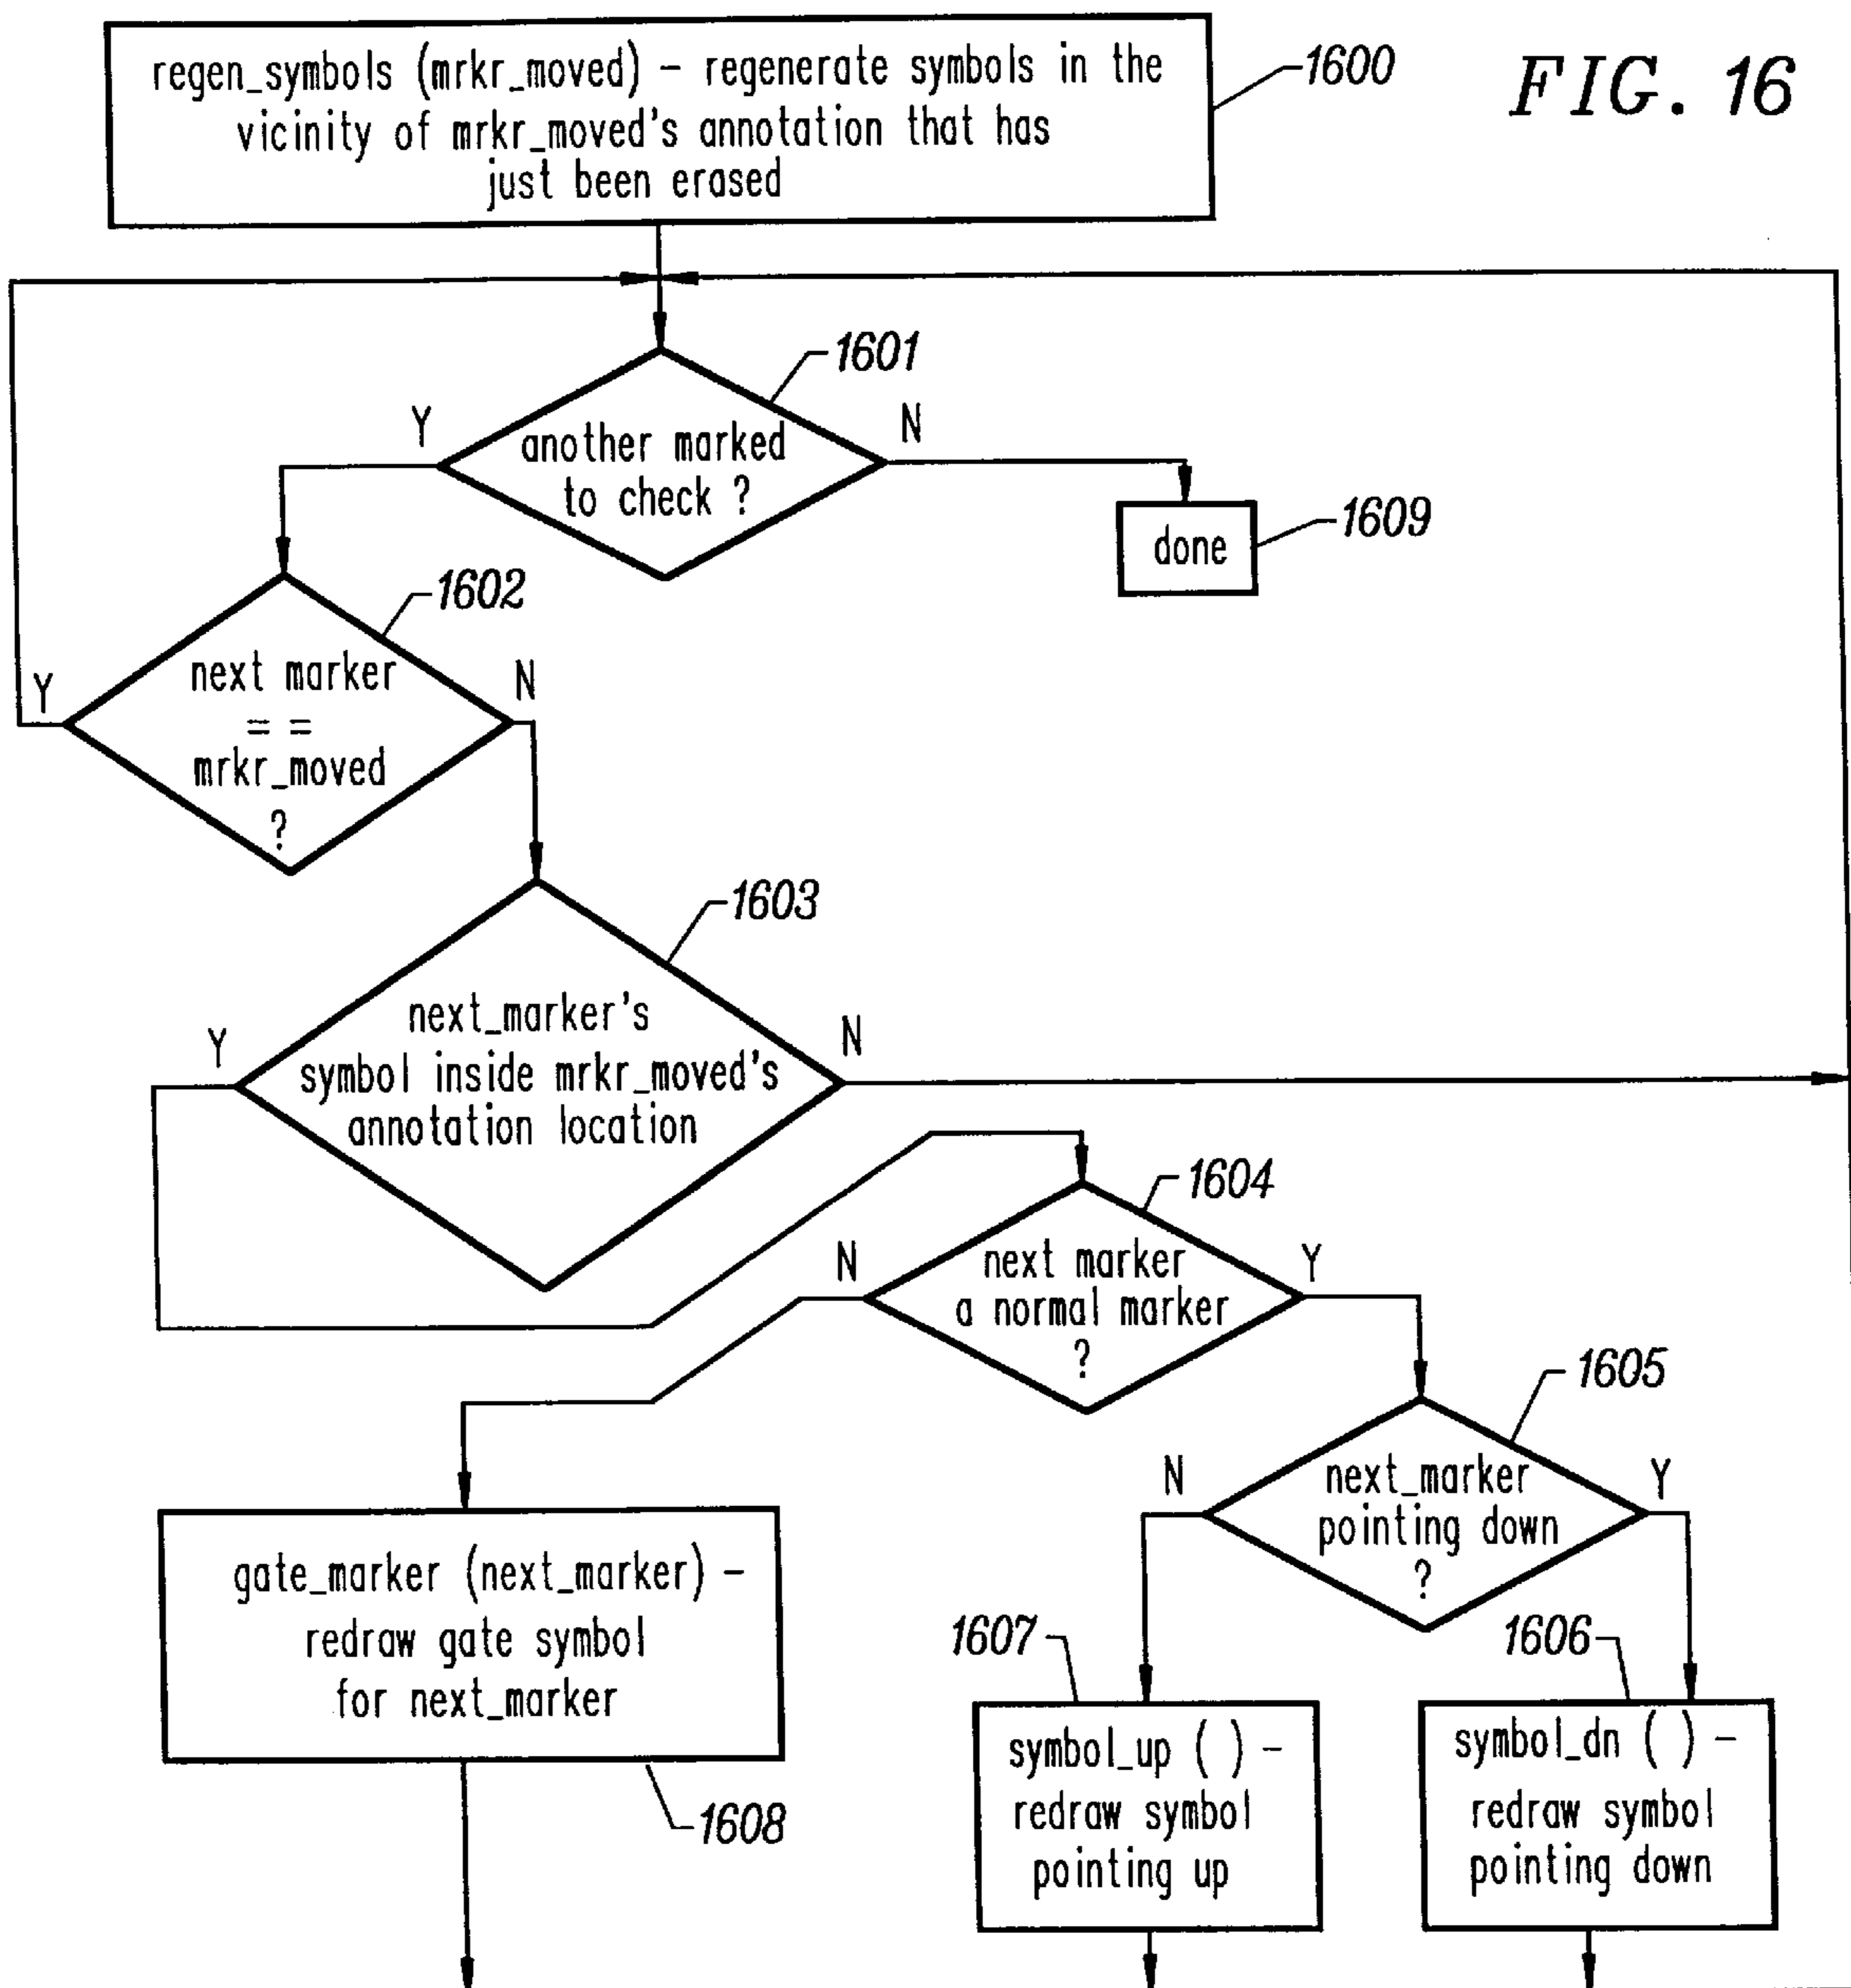 FIG. 16
regen_symbols (mrkr_moved) – regenerate symbols in the
vicinity of mrkr_moved's annotation that has
just been erased
1600
1601
Y
N
another marked
to check ?
done
1609
1602
Y
N
next marker
= =
mrkr_moved
?
1603
Y
N
next_marker's
symbol inside mrkr_moved's
annotation location
1604
N
Y
next marker
a normal marker
?
1605
N
Y
next_marker
pointing down
?
gate_marker (next_marker) –
redraw gate symbol
for next_marker
1608
1607
symbol_up ( ) –
redraw symbol
pointing up
1606
symbol_dn ( ) –
redraw symbol
pointing down